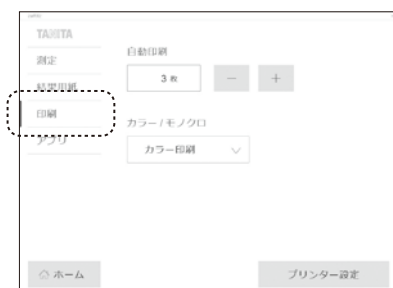 TANITA
測定
結果印刷
印刷
アプリ
自動印刷
3 枚
－
＋
カラー/モノクロ
カラー印刷
ホーム
プリンター設定